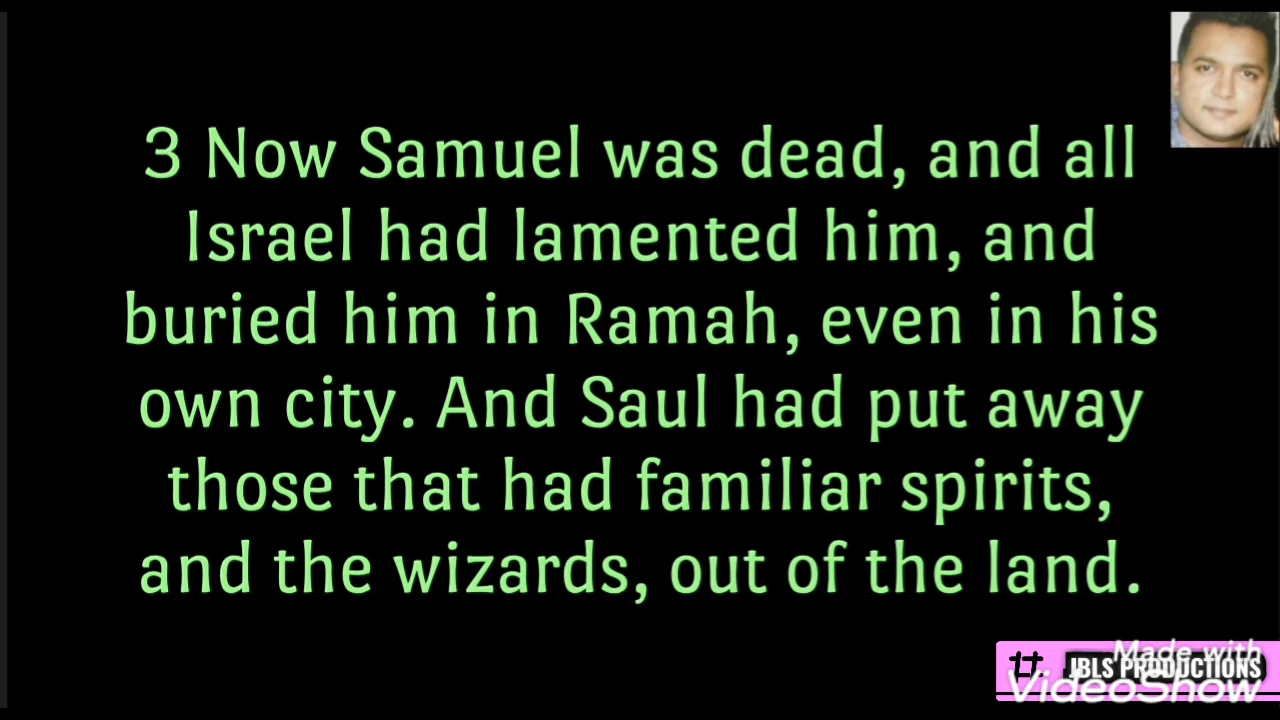 3 Now Samuel was dead, and all
Israel had lamented him, and
buried him in Ramah, even in his
own city. And Saul had put away
those that had familiar spirits,
and the wizards, out of the land.
Made with
# JBLS PRODUCTIONS
VideoShow